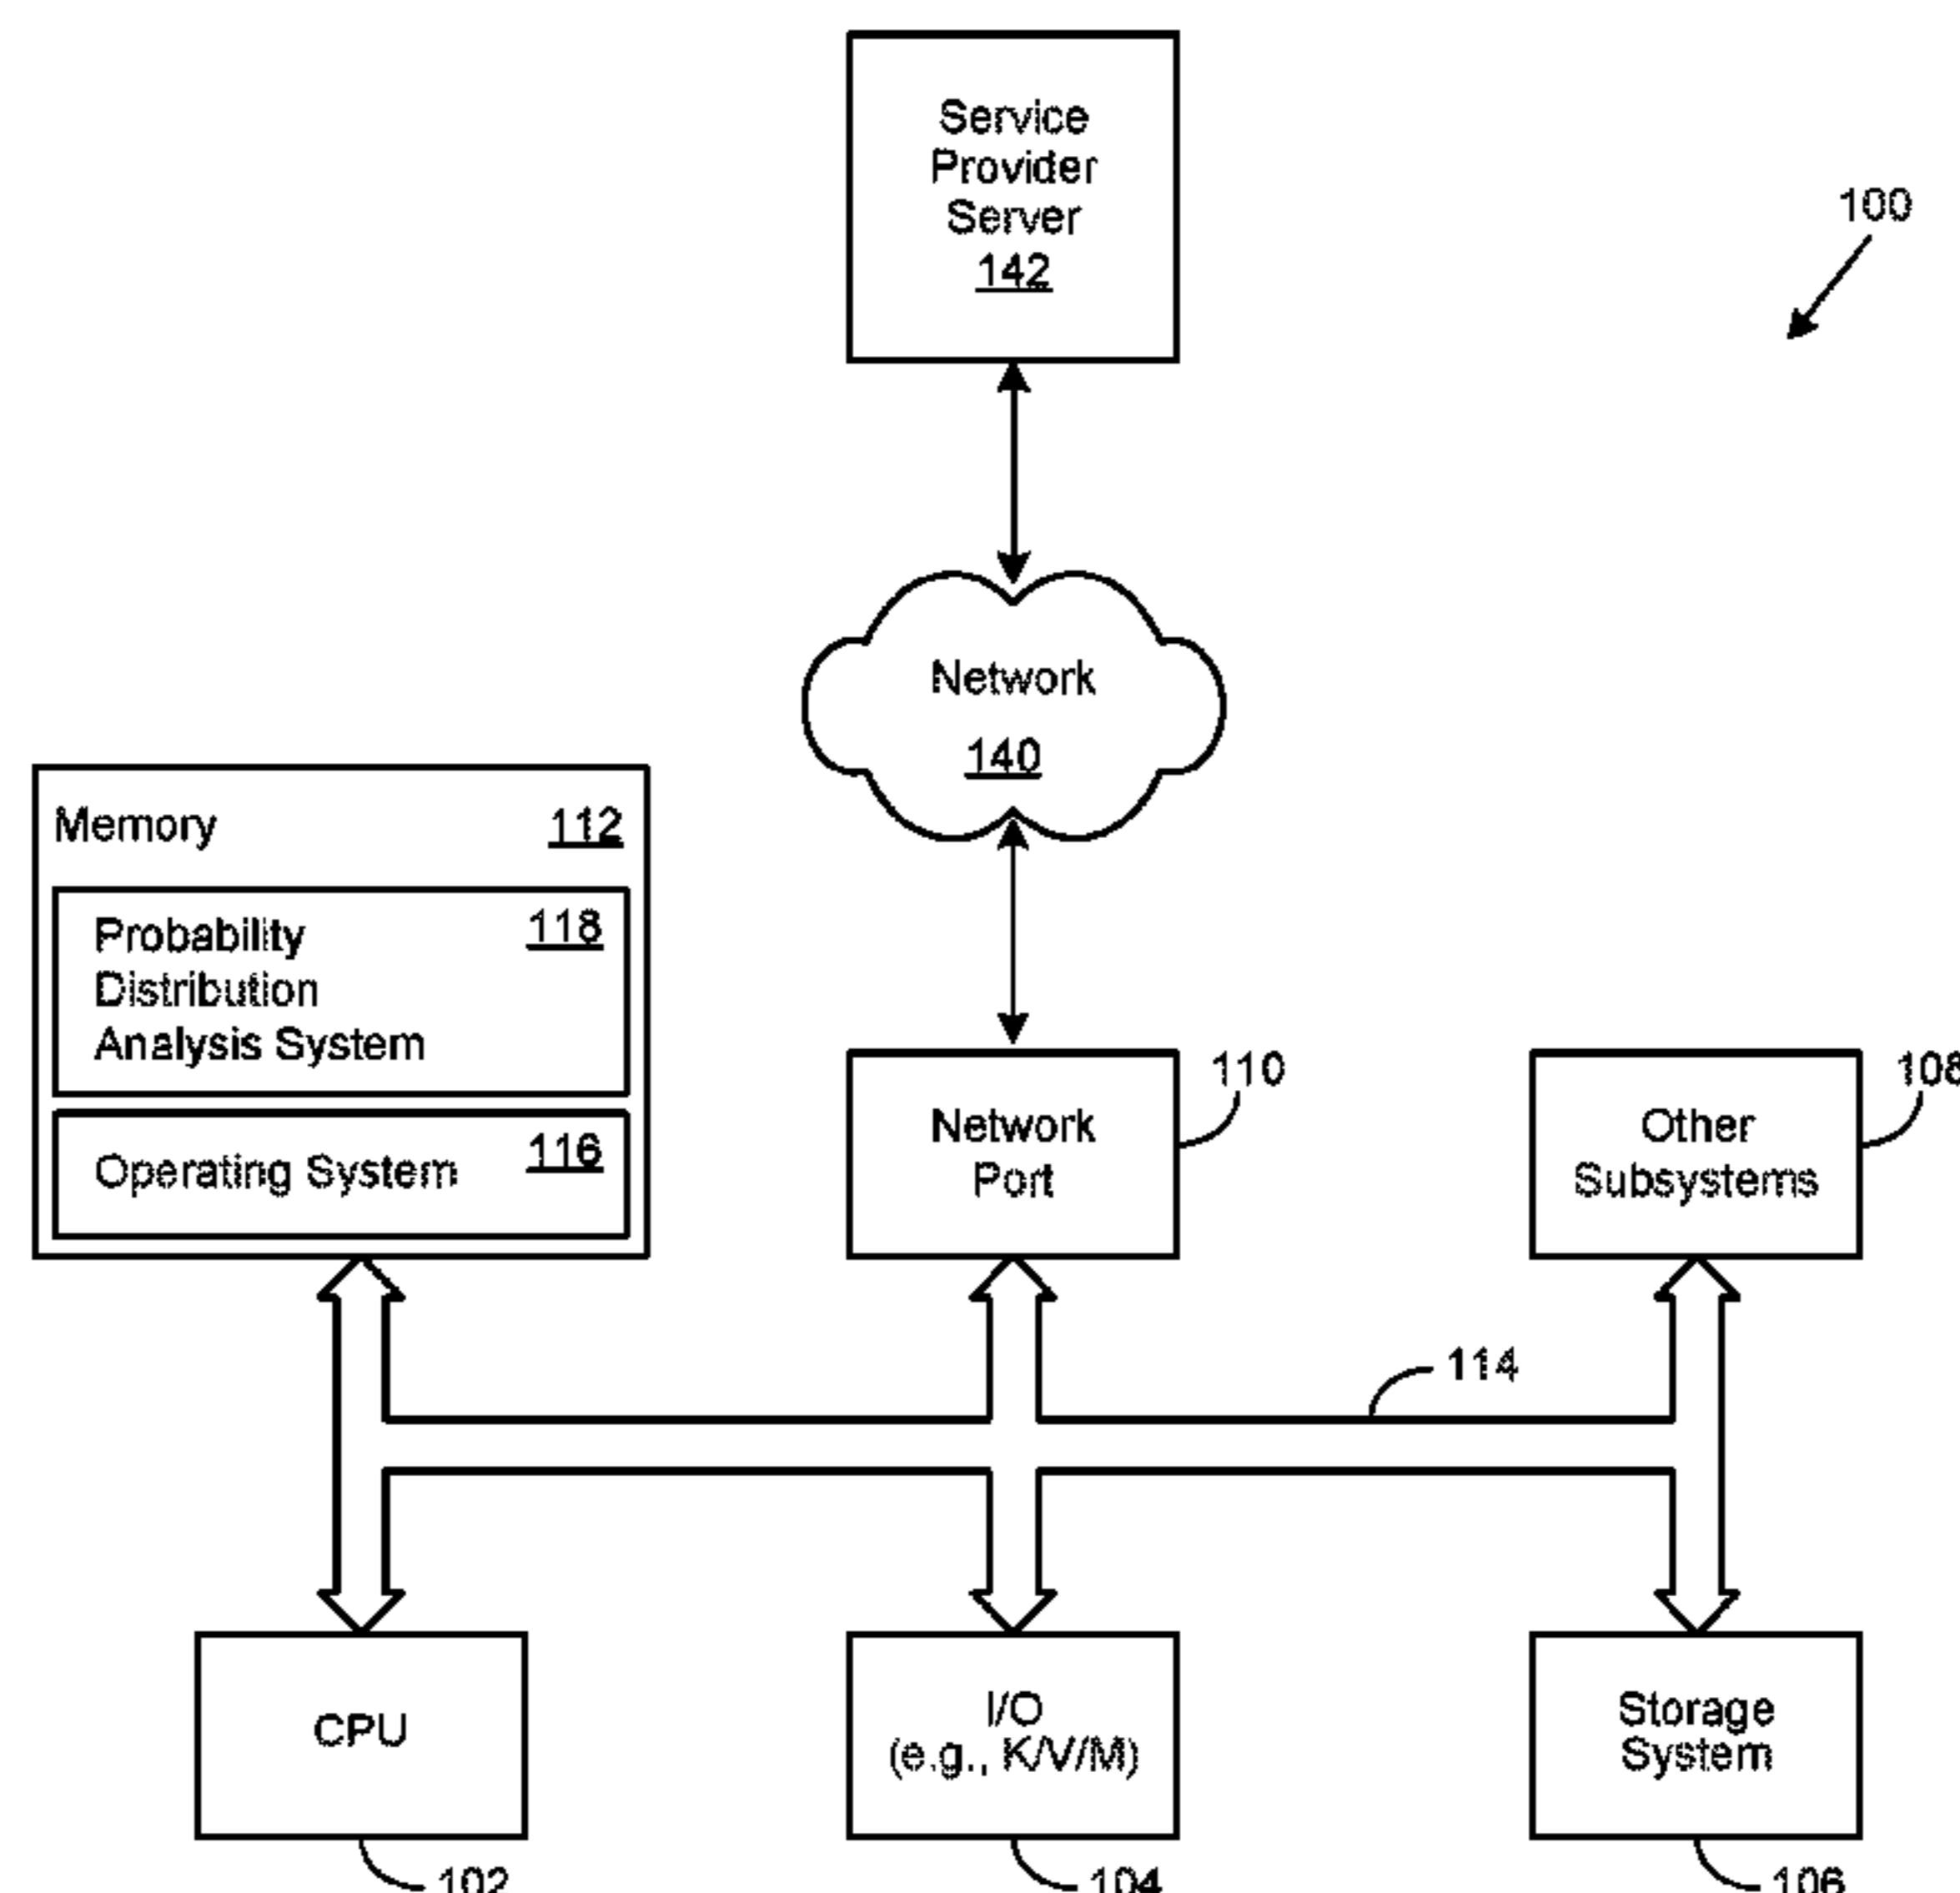 Service
Provider
Server
142
100
Network
140
Memory 112
Probability 118
Distribution
Analysis System
Operating System 116
Network
Port
110
Other
Subsystems
108
114
CPU
102
I/O
(e.g., K/V/M)
104
Storage
System
106